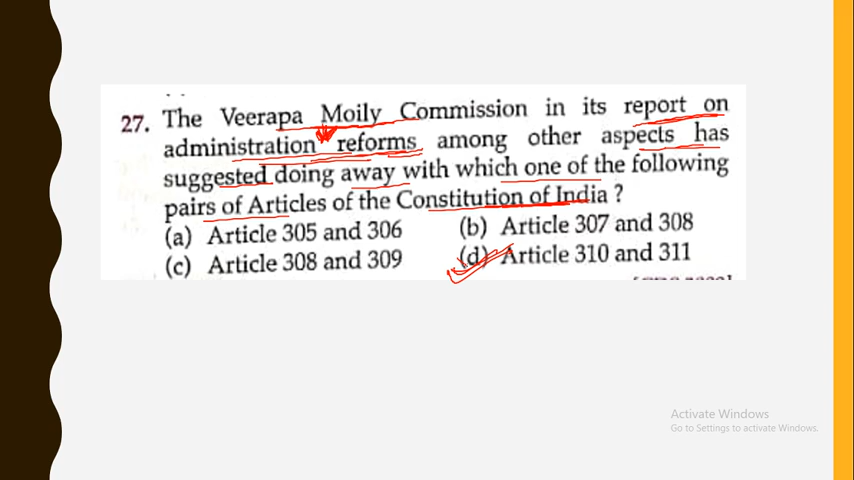 27. The Veerapa Moily Commission in its report on
administration reforms among other aspects has
suggested doing away with which one of the following
pairs of Articles of the Constitution of India ?
(a) Article 305 and 306 (b) Article 307 and 308
(c) Article 308 and 309 (d) Article 310 and 311
Activate Windows
Go to Settings to activate Windows.